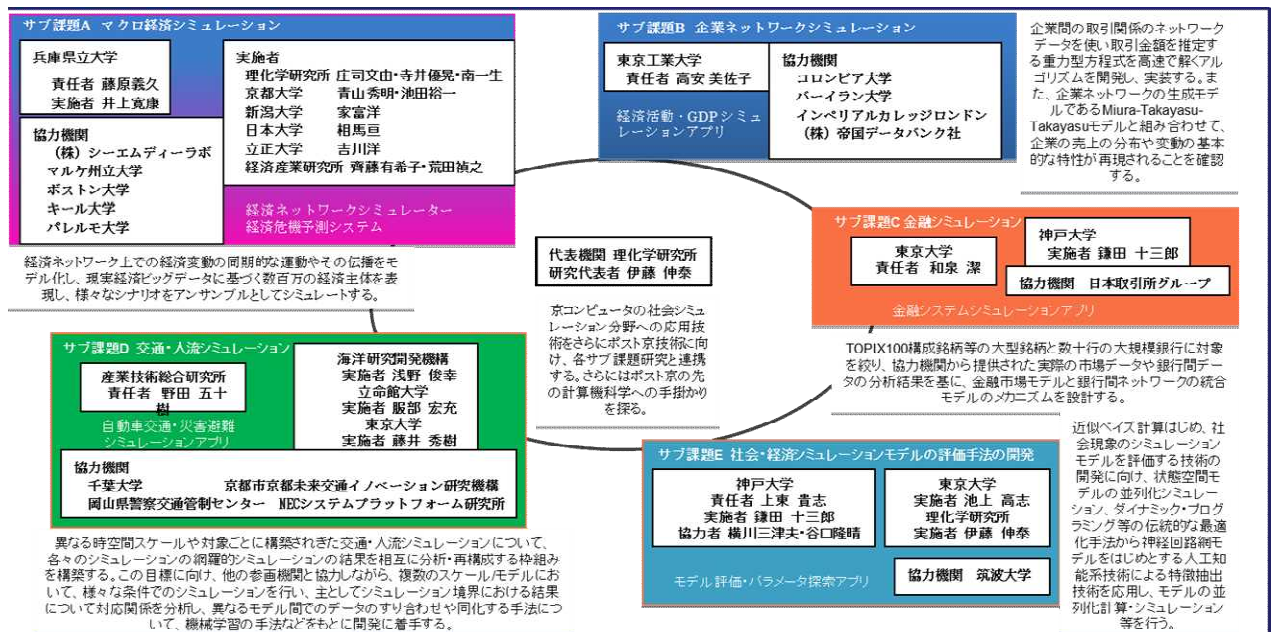 サブ課題A マクロ経済シミュレーション
兵庫県立大学
責任者 藤原義久
実施者 井上寛康
協力機関
（株）シーエムディーラボ
マルケ州立大学
ボストン大学
キール大学
パレルモ大学
実施者
理化学研究所 庄司文由・寺井優晃・南一生
京都大学 青山秀明・池田裕一
新潟大学 家富洋
日本大学 相馬亘
立正大学 吉川洋
経済産業研究所 齊藤有希子・荒田禎之
経済ネットワークシミュレーター
経済危機予測システム
経済ネットワーク上での経済変動の同期的な運動やその伝播をモ
デル化し、現実経済ビッグデータに基づく数百万の経済主体を表
現し、様々なシナリオをアンサンブルとしてシミュレートする。
サブ課題B 企業ネットワークシミュレーション
東京工業大学
責任者 高安 美佐子
経済活動・GDPシミュ
レーションアプリ
協力機関
コロンビア大学
バーイラン大学
インペリアルカレッジロンドン
（株）帝国データバンク社
企業間の取引関係のネットワーク
データを使い取引金額を推定す
る重力型方程式を高速で解くアル
ゴリズムを開発し、実装する。ま
た、企業ネットワークの生成モデ
ルであるMiura-Takayasu-
Takayasuモデルと組み合わせて、
企業の売上の分布や変動の基本
的な特性が再現されることを確認
する。
代表機関 理化学研究所
研究代表者 伊藤 伸泰
京コンピュータの社会シミュ
レーション分野への応用技
術をさらにポスト京技術に向
け、各サブ課題研究と連携
する。さらにはポスト京の先
の計算機科学への手掛かり
を探る。
サブ課題C 金融シミュレーション
東京大学
責任者 和泉 潔
神戸大学
実施者 鎌田 十三郎
協力機関 日本取引所グループ
金融システムシミュレーションアプリ
TOPIX100構成銘柄等の大型銘柄と数十行の大規模銀行に対象
を絞り、協力機関から提供された実際の市場データや銀行間デー
タの分析結果を基に、金融市場モデルと銀行間ネットワークの統合
モデルのメカニズムを設計する。
サブ課題D 交通・人流シミュレーション
産業技術総合研究所
責任者 野田 五十
樹
自動車交通・災害避難
シミュレーションアプリ
海洋研究開発機構
実施者 浅野 俊幸
立命館大学
実施者 服部 宏充
東京大学
実施者 藤井 秀樹
協力機関
千葉大学 京都市京都未来交通イノベーション研究機構
岡山県警察交通管制センター NECシステムプラットフォーム研究所
異なる時空間スケールや対象ごとに構築されきた交通・人流シミュレーションについて、
各々のシミュレーションの網羅的シミュレーションの結果を相互に分析・再構成する枠組み
を構築する。この目標に向け、他の参画機関と協力しながら、複数のスケール/モデルにお
いて、様々な条件でのシミュレーションを行い、主としてシミュレーション境界における結果
について対応関係を分析し、異なるモデル間でのデータのすり合わせや同化する手法につ
いて、機械学習の手法などをもとに開発に着手する。
サブ課題E 社会・経済シミュレーションモデルの評価手法の開発
神戸大学
責任者 上東 貴志
実施者 鎌田 十三郎
協力者 横川三津夫・谷口隆晴
東京大学
実施者 池上 高志
理化学研究所
実施者 伊藤 伸泰
モデル評価・パラメータ探索アプリ
協力機関 筑波大学
近似ベイズ計算はじめ、社
会現象のシミュレーション
モデルを評価する技術の
開発に向け、状態空間モ
デルの並列化シミュレー
ション、ダイナミック・プログ
ラミング等の伝統的な最適
化手法から神経回路網モ
デルをはじめとする人工知
能系技術による特徴抽出
技術を応用し、モデルの並
列化計算・シミュレーション
等を行う。